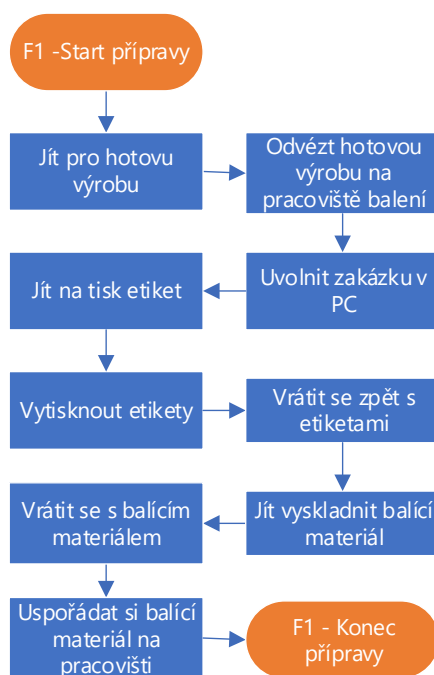 F1 -Start přípravy
Jít pro hotovu
výrobu
Odvézt hotovou
výrobu na
pracoviště balení
Uvolnit zakázku v
PC
Jít na tisk etiket
Vytisknout etikety
Vrátit se zpět s
etiketami
Jít vyskladnit balící
materiál
Vrátit se s balícím
materiálem
Uspořádat si balící
materiál na
pracovišti
F1 - Konec
přípravy